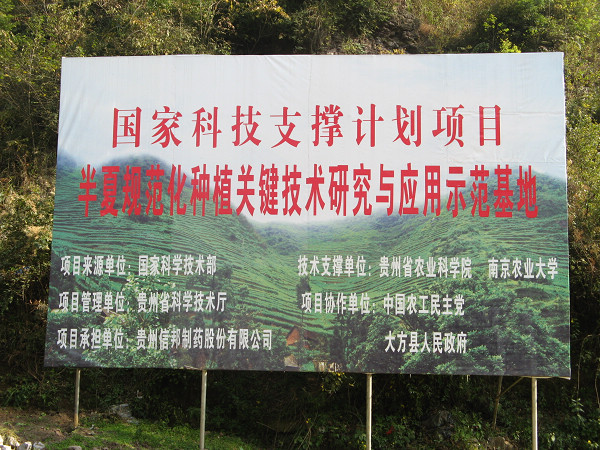 国家科技支撑计划项目
半夏规范化种植关键技术研究与应用示范基地
项目来源单位：国家科学技术部
项目管理单位：贵州省科学技术厅
项目承担单位：贵州信邦制药股份有限公司
技术支撑单位：贵州省农业科学院 南京农业大学
项目协作单位：中国农工民主党
大方县人民政府